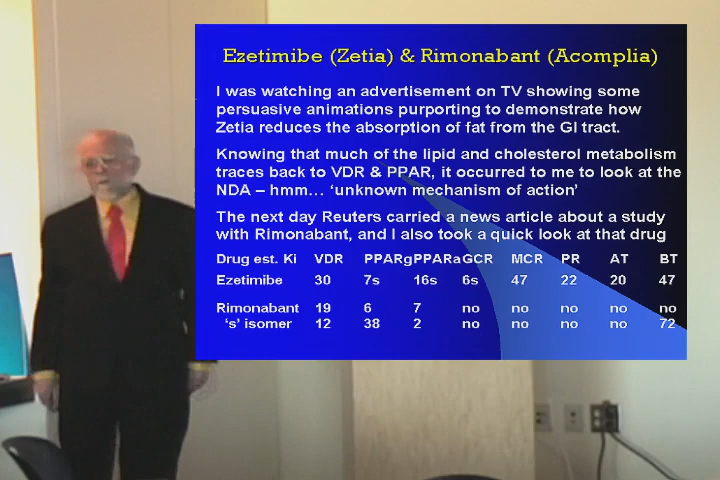 Ezetimibe (Zetia) & Rimonabant (Acomplia)
I was watching an advertisement on TV showing some
persuasive animations purporting to demonstrate how
Zetia reduces the absorption of fat from the GI tract.
Knowing that much of the lipid and cholesterol metabolism
traces back to VDR & PPAR, it occurred to me to look at the
NDA – hmm… ‘unknown mechanism of action’
The next day Reuters carried a news article about a study
with Rimonabant, and I also took a quick look at that drug
Drug est. Ki VDR PPARgPPARaGCR MCR PR AT BT
Ezetimibe 30 7s 16s 6s 47 22 20 47
Rimonabant 19 6 7 no no no no no
‘s’ isomer 12 38 2 no no no no 72